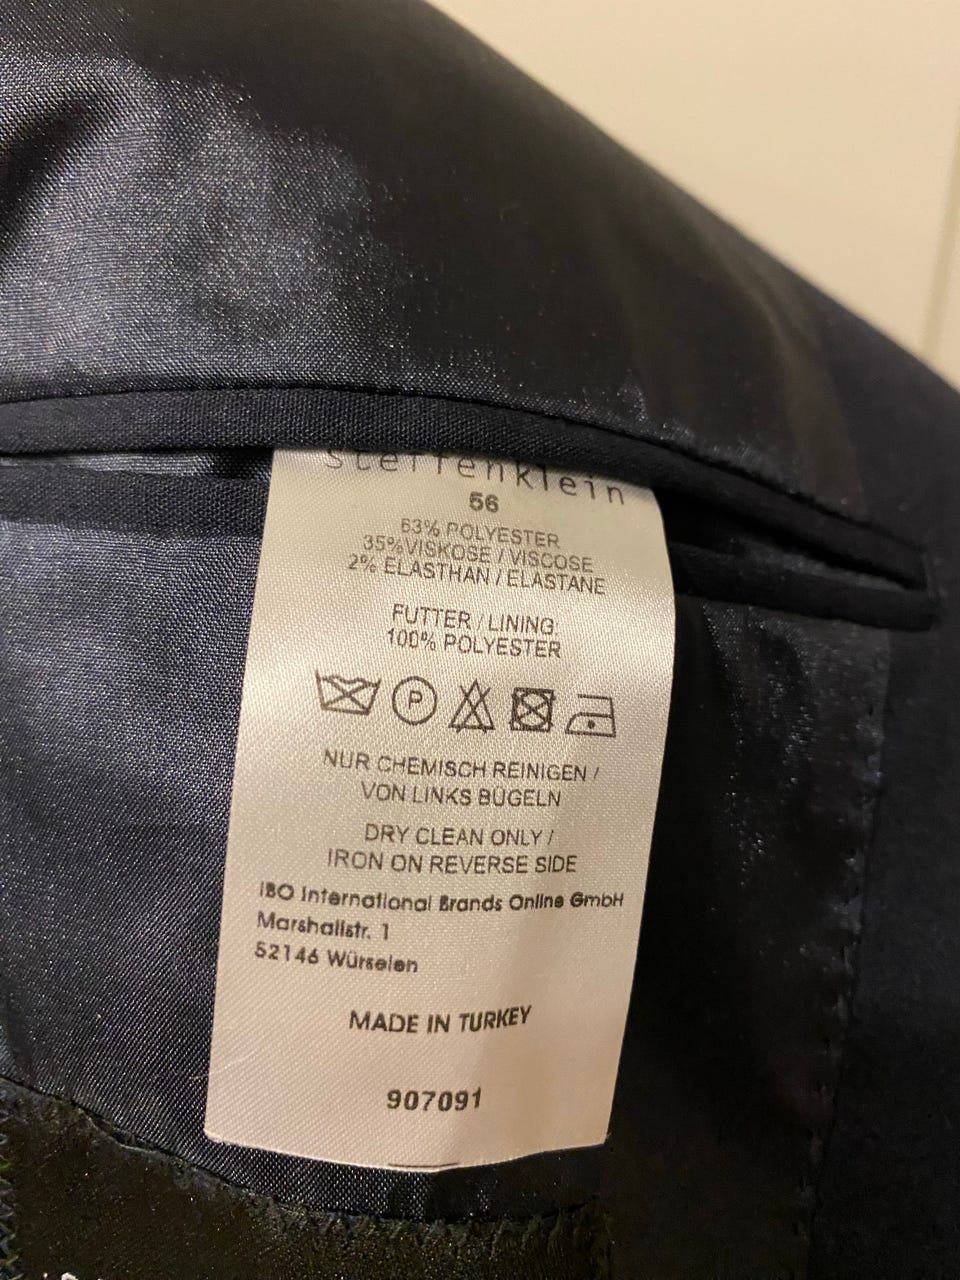 steffenklein
56
63% POLYESTER
35%VISKOSE / VISCOSE
2% ELASTHAN / ELASTANE
FUTTER / LINING:
100% POLYESTER
P
NUR CHEMISCH REINIGEN /
VON LINKS BÜGELN
DRY CLEAN ONLY /
IRON ON REVERSE SIDE
IBO International Brands Online GmbH
Marshallstr. 1
52146 Würselen
MADE IN TURKEY
907091